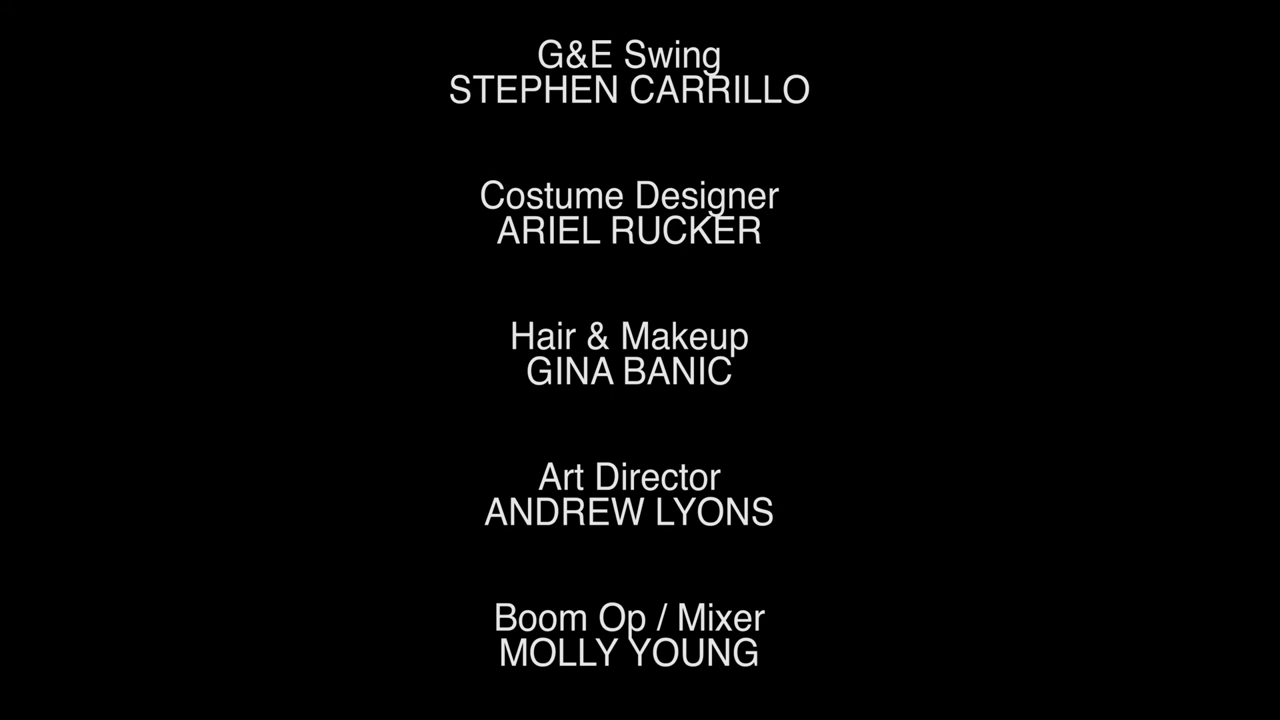 G&E Swing
STEPHEN CARRILLO
Costume Designer
ARIEL RUCKER
Hair & Makeup
GINA BANIC
Art Director
ANDREW LYONS
Boom Op / Mixer
MOLLY YOUNG